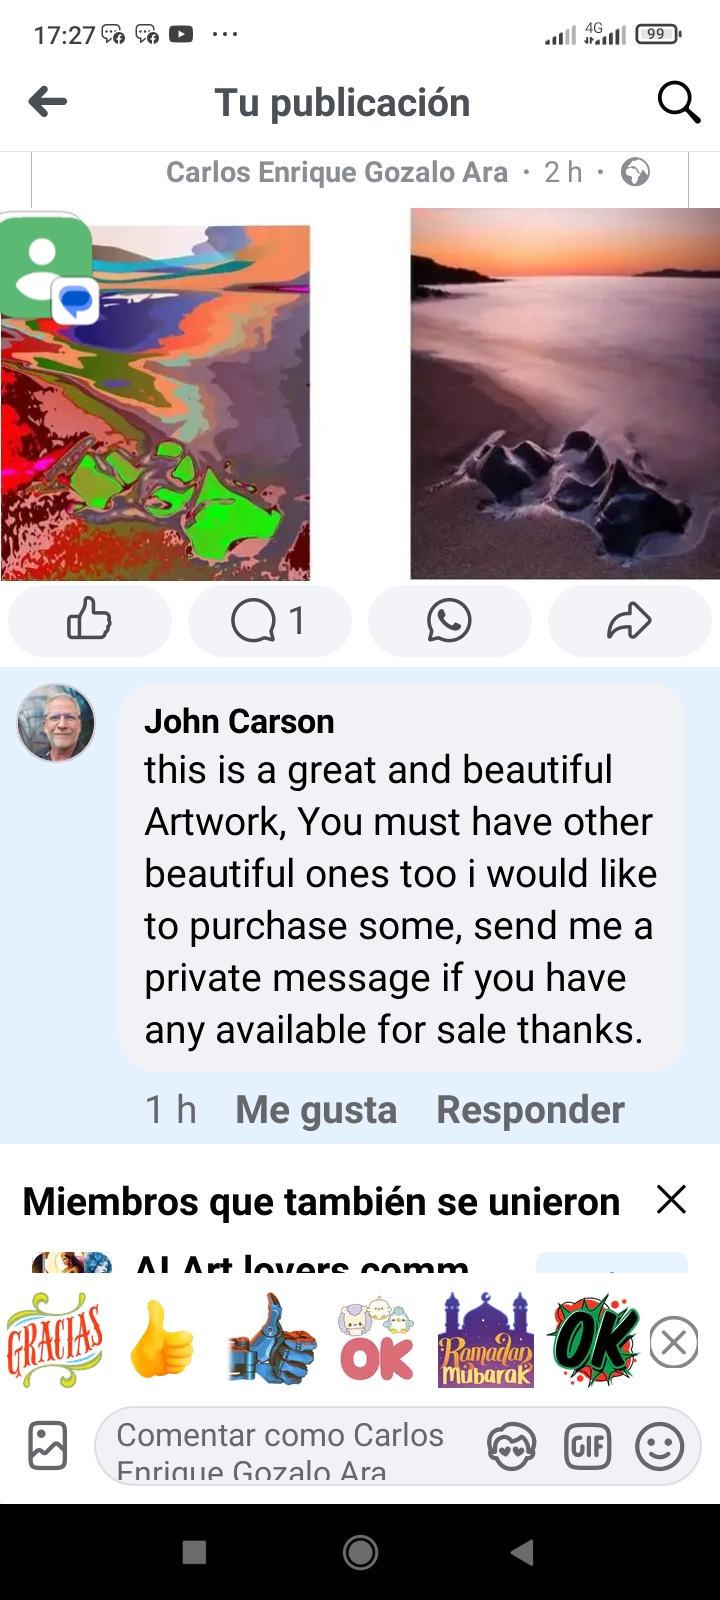 17:27 4G 99
Tu publicación
Carlos Enrique Gozalo Ara · 2 h ·
1
John Carson
this is a great and beautiful
Artwork, You must have other
beautiful ones too i would like
to purchase some, send me a
private message if you have
any available for sale thanks.
1 h Me gusta Responder
Miembros que también se unieron
AI Art lovers comm
GRACIAS
OK
Ramadan
Mubarak
OK
Comentar como Carlos
Enrique Gozalo Ara
GIF